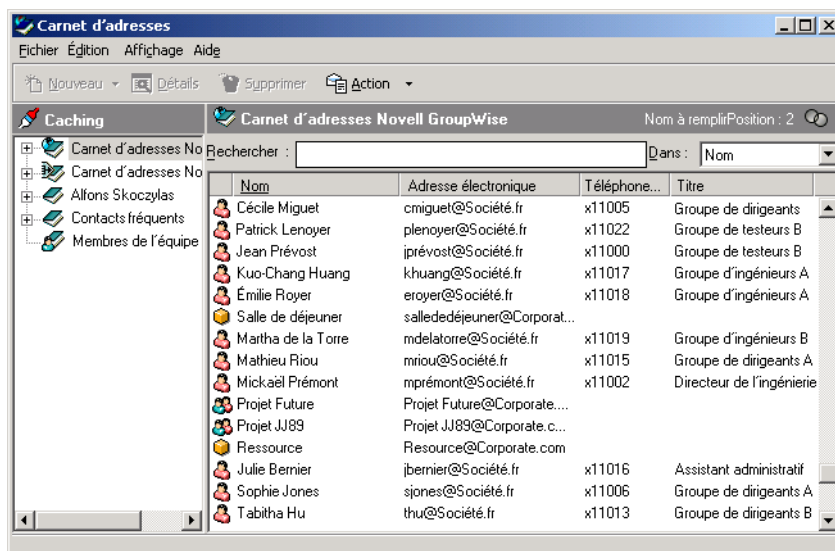 Carnet d'adresses
Fichier Édition Affichage Aide
Nouveau Détails Supprimer Action
Caching
Carnet d'adresses No
Carnet d'adresses No
Alfons Skoczylas
Contacts fréquents
Membres de l'équipe
Carnet d'adresses Novell GroupWise Nom à remplirPosition : 2
Rechercher : Dans : Nom
Nom Adresse électronique Téléphone... Titre
Cécile Miguet cmiguet@Société.fr x11005 Groupe de dirigeants
Patrick Lenoyer plenoyer@Société.fr x11022 Groupe de testeurs B
Jean Prévost jprévost@Société.fr x11000 Groupe de testeurs B
Kuo-Chang Huang khuang@Société.fr x11017 Groupe d'ingénieurs A
Émilie Royer eroyer@Société.fr x11018 Groupe d'ingénieurs A
Salle de déjeuner sallededéjeuner@Corporat...
Martha de la Torre mdelatorre@Société.fr x11019 Groupe d'ingénieurs B
Mathieu Riou mriou@Société.fr x11015 Groupe de dirigeants A
Mickaël Prémont mprémont@Société.fr x11002 Directeur de l'ingénierie
Projet Future Projet Future@Corporate....
Projet JJ89 Projet JJ89@Corporate.c...
Ressource Resource@Corporate.com
Julie Bernier jbernier@Société.fr x11016 Assistant administratif
Sophie Jones sjones@Société.fr x11006 Groupe de dirigeants A
Tabitha Hu thu@Société.fr x11013 Groupe de dirigeants B